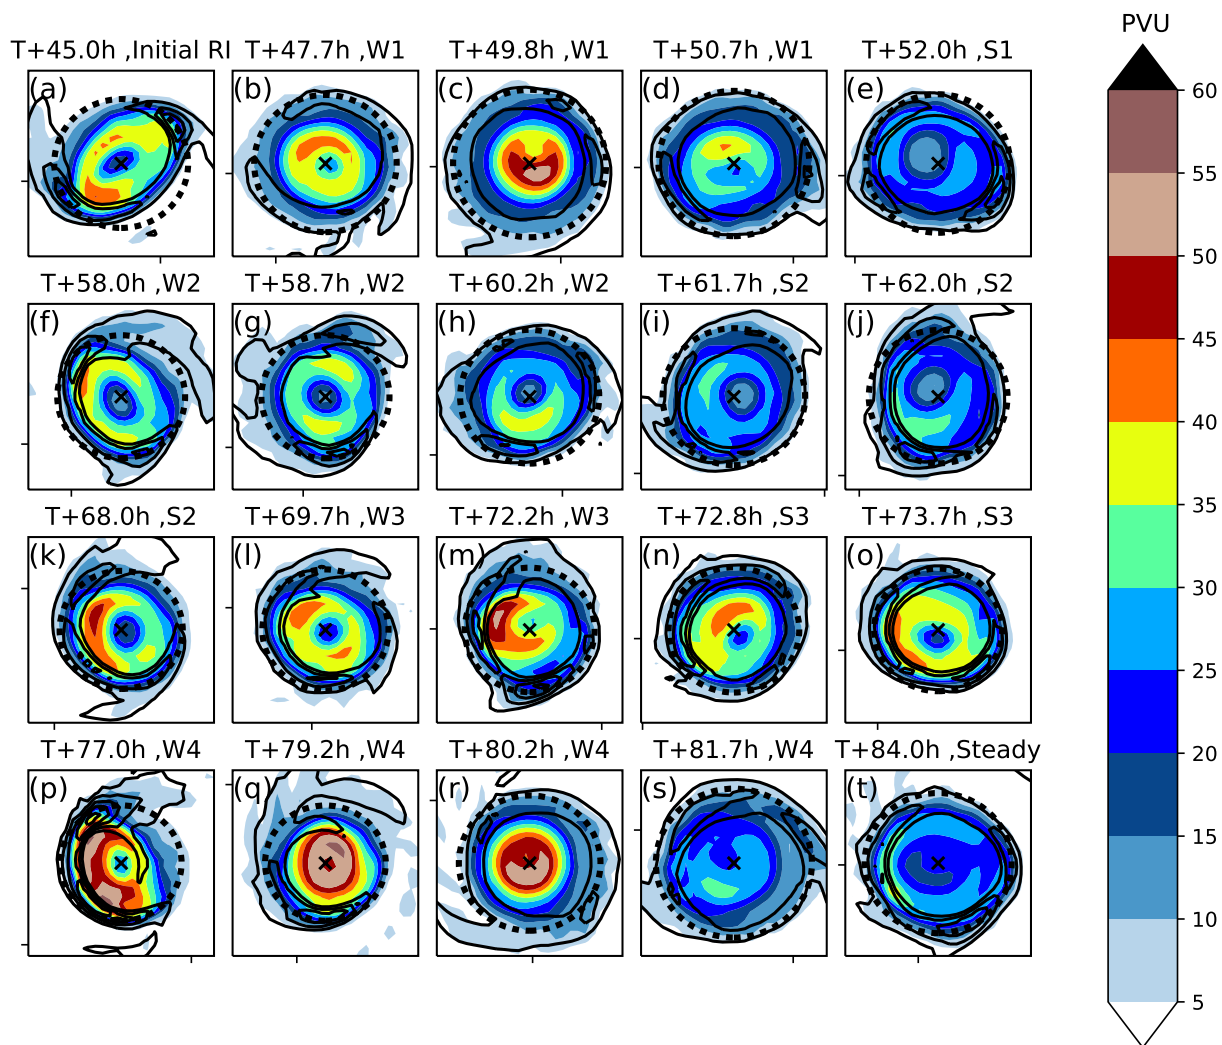 PVU
T+45.0h ,Initial RI T+47.7h ,W1 T+49.8h ,W1 T+50.7h ,W1 T+52.0h ,S1
(a) (b) (c) (d) (e)
T+58.0h ,W2 T+58.7h ,W2 T+60.2h ,W2 T+61.7h ,S2 T+62.0h ,S2
(f) (g) (h) (i) (j)
T+68.0h ,S2 T+69.7h ,W3 T+72.2h ,W3 T+72.8h ,S3 T+73.7h ,S3
(k) (l) (m) (n) (o)
T+77.0h ,W4 T+79.2h ,W4 T+80.2h ,W4 T+81.7h ,W4 T+84.0h ,Steady
(p) (q) (r) (s) (t)
60
55
50
45
40
35
30
25
20
15
10
5